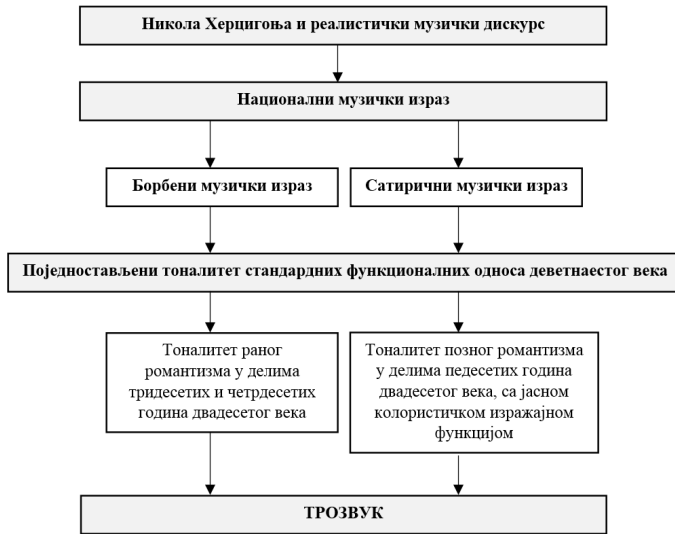 Никола Херцигоња и реалистички музички дискурс
Национални музички израз
Борбени музички израз
Сатирични музички израз
Поједностављени тоналитет стандардних функционалних односа деветнаестог века
Тоналитет раног
романтизма у делима
тридесетих и четрдесетих
година двадесетог века
Тоналитет позног романтизма
у делима педесетих година
двадесетог века, са јасном
колористичком изражајном
функцијом
ТРОЗВУК